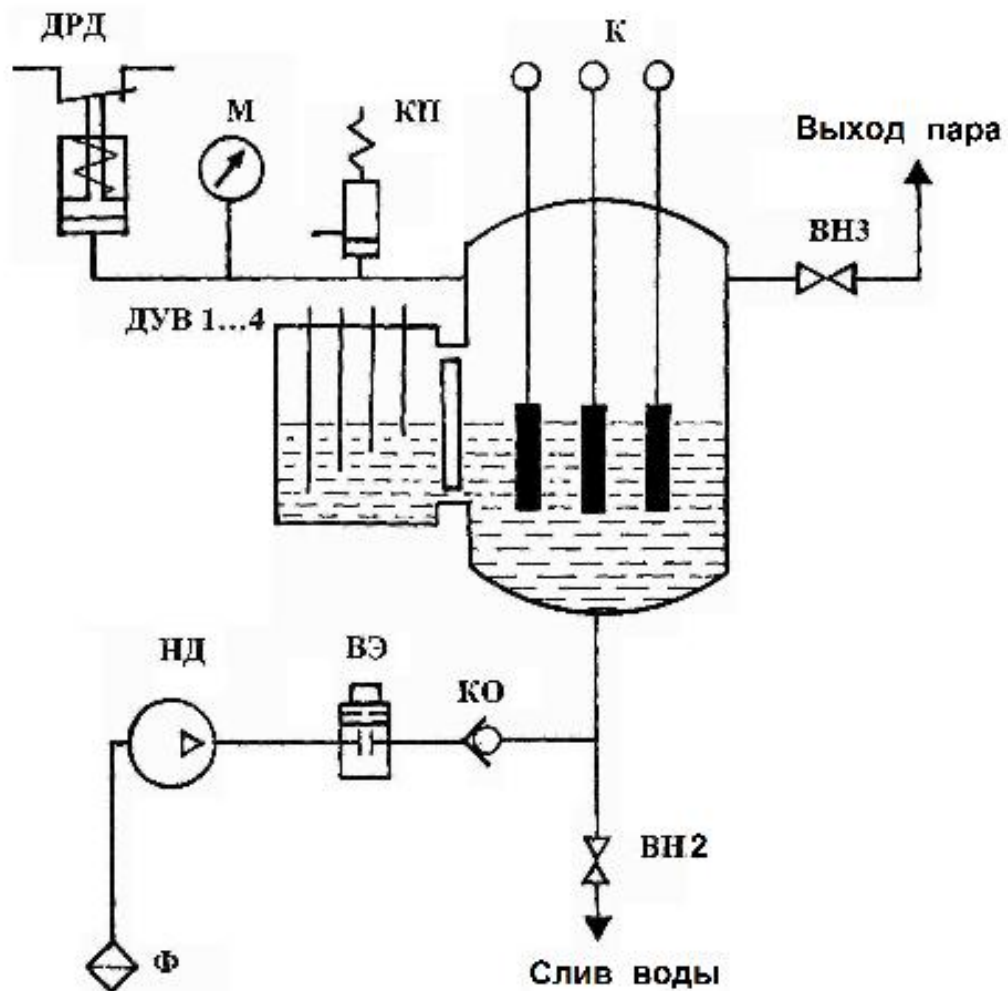 ДРД
К
М
КП
Выход пара
ВН3
ДУВ 1...4
НД
ВЭ
КО
ВН2
Ф
Слив воды